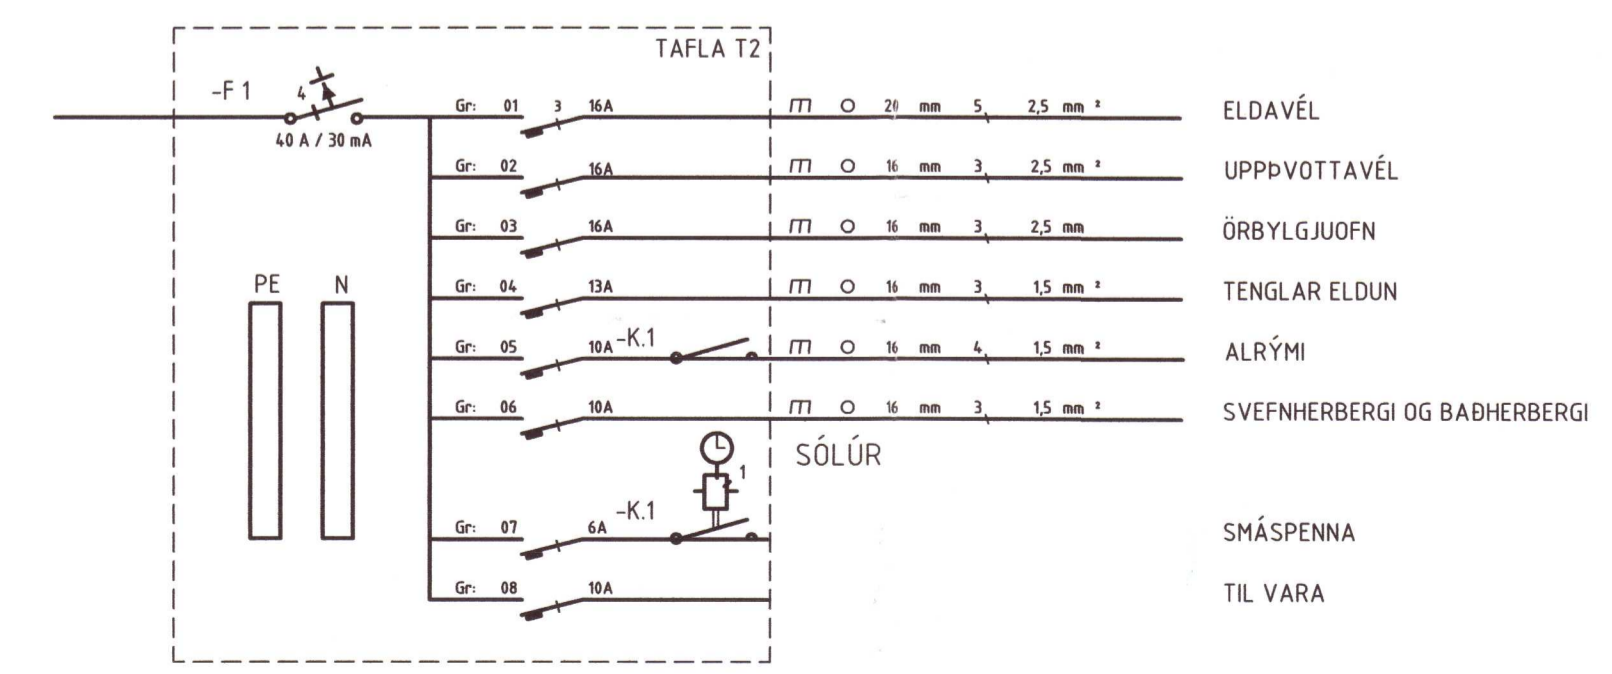 TAFLA T2
-F 1
4
40 A / 30 mA
Gr: 01 3 16A 20 mm 5 2,5 mm ² ELDAVÉL
Gr: 02 16A 16 mm 3 2,5 mm ² UPPÞVOTTAVÉL
Gr: 03 16A 16 mm 3 2,5 mm ÖRBYLGJUOFN
PE N
Gr: 04 13A 16 mm 3 1,5 mm ² TENGLAR ELDUN
Gr: 05 10A -K.1 16 mm 4 1,5 mm ² ALRÝMI
Gr: 06 10A 16 mm 3 1,5 mm ² SVEFNHERBERGI OG BAÐHERBERGI
SÓLÚR
1
Gr: 07 6A -K.1 SMÁSPENNA
Gr: 08 10A TIL VARA